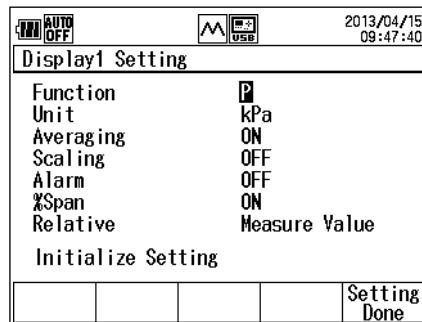 AUTO OFF USB 2013/04/15
09:47:40
Display1 Setting
Function P
Unit kPa
Averaging ON
Scaling OFF
Alarm OFF
%Span ON
Relative Measure Value
Initialize Setting
Setting
Done